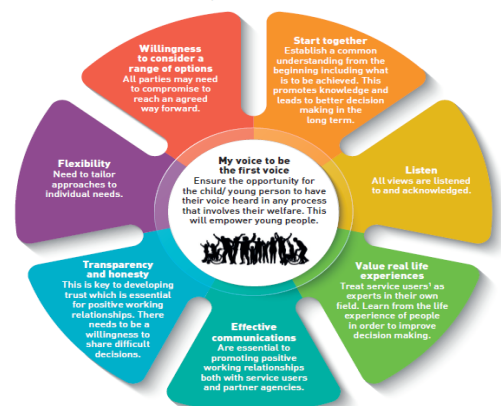 Willingness
to consider a
range of options
All parties may need
to compromise to
reach an agreed
way forward.
Start together
Establish a common
understanding from the
beginning including what
is to be achieved. This
promotes knowledge and
leads to better decision
making in the
long term.
Flexibility
Need to tailor
approaches to
individual needs.
My voice to be
the first voice
Ensure the opportunity for
the child/ young person to have
their voice heard in any process
that involves their welfare. This
will empower young people.
Listen
All views are listened
to and acknowledged.
Transparency
and honesty
This is key to developing
trust which is essential
for positive working
relationships. There
needs to be a
willingness to
share difficult
decisions.
Effective
communications
Are essential to
promoting positive
working relationships
both with service users
and partner agencies.
Value real life
experiences
Treat service users¹ as
experts in their own
field. Learn from the life
experience of people
in order to improve
decision making.